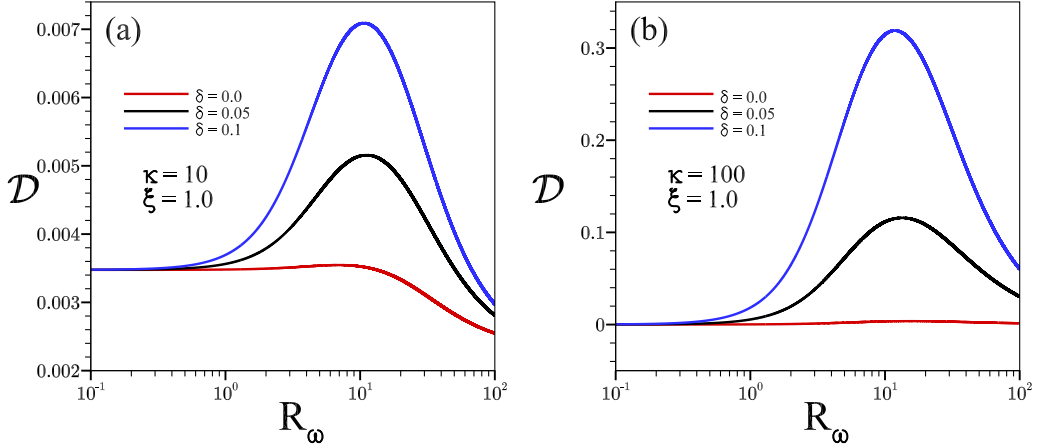 (a)
0.007
0.006
0.005
0.004
0.003
0.002
𝒟
δ = 0.0
δ = 0.05
δ = 0.1
κ = 10
ξ = 1.0
10⁻¹ 10⁰ 10¹ 10²
R_ω
(b)
0.3
0.2
0.1
0
𝒟
δ = 0.0
δ = 0.05
δ = 0.1
κ = 100
ξ = 1.0
10⁻¹ 10⁰ 10¹ 10²
R_ω